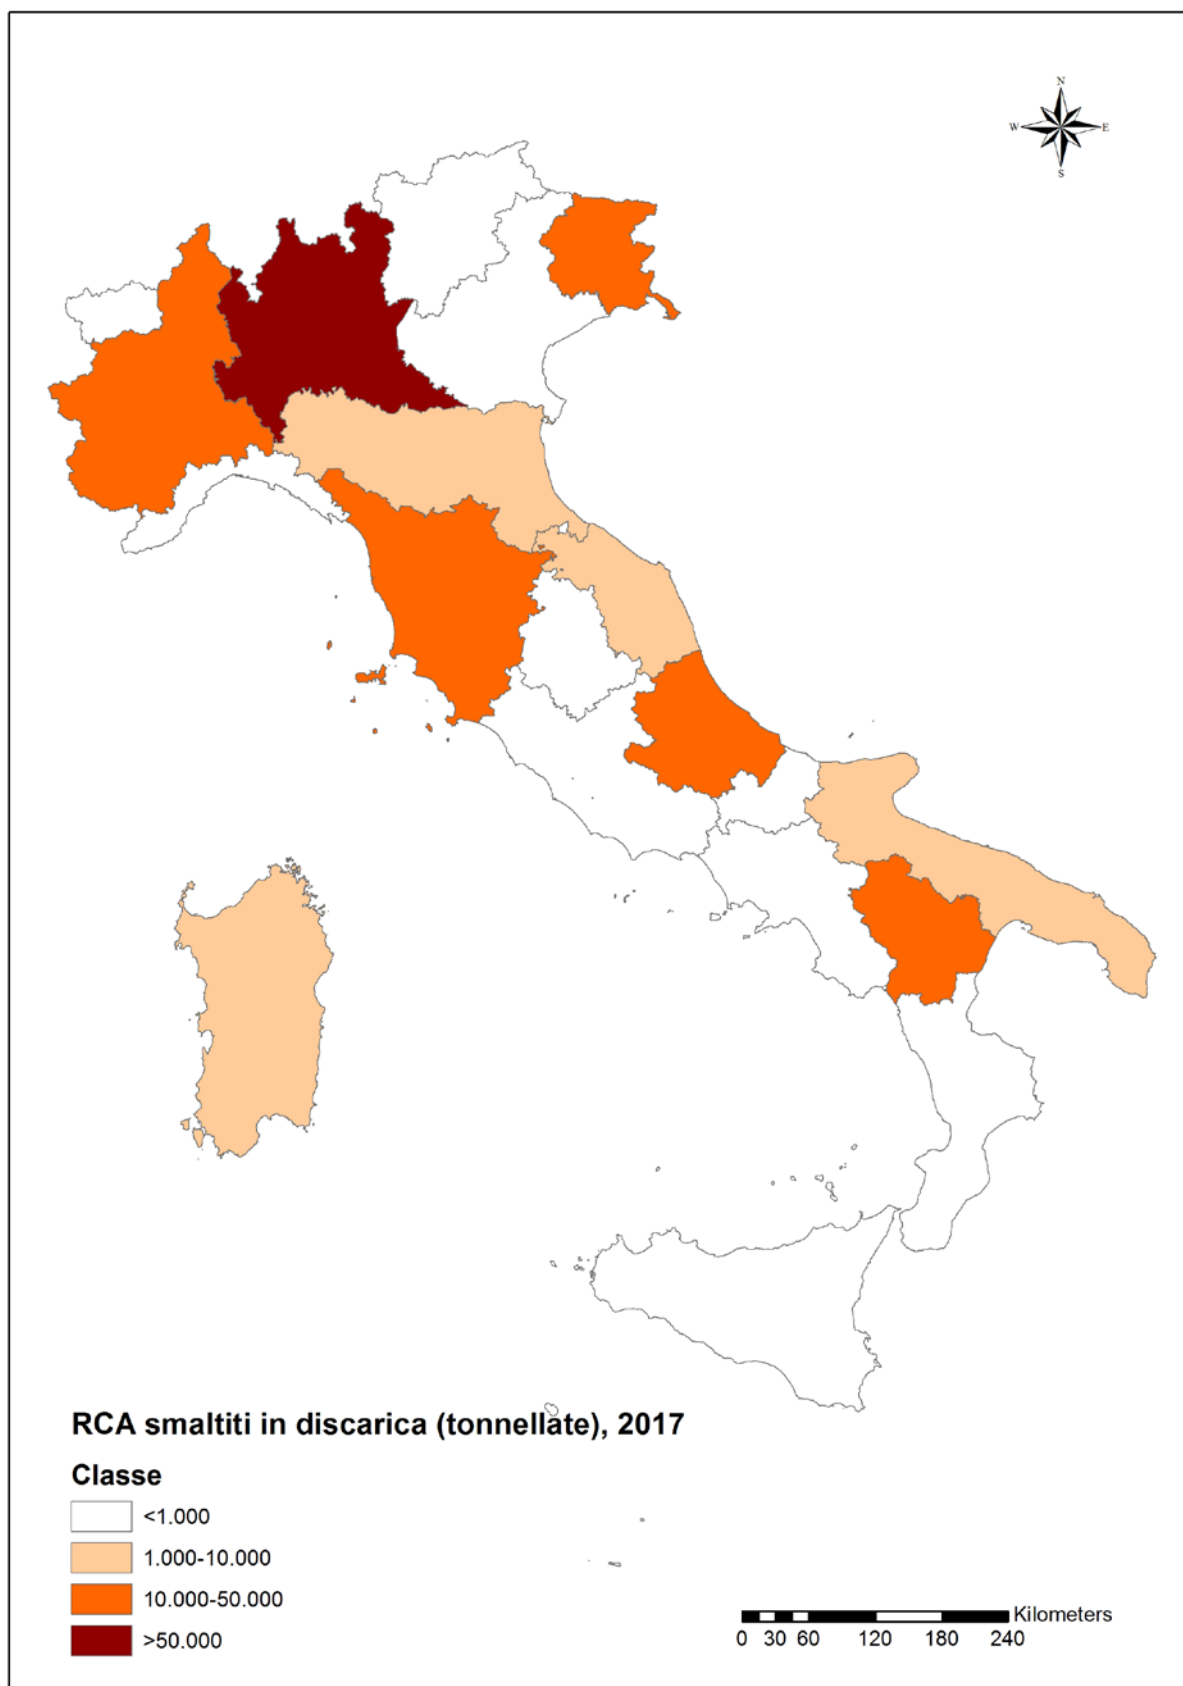 N
W E
S
RCA smaltiti in discarica (tonnellate), 2017
Classe
<1.000
1.000-10.000
10.000-50.000
>50.000
Kilometers
0 30 60 120 180 240